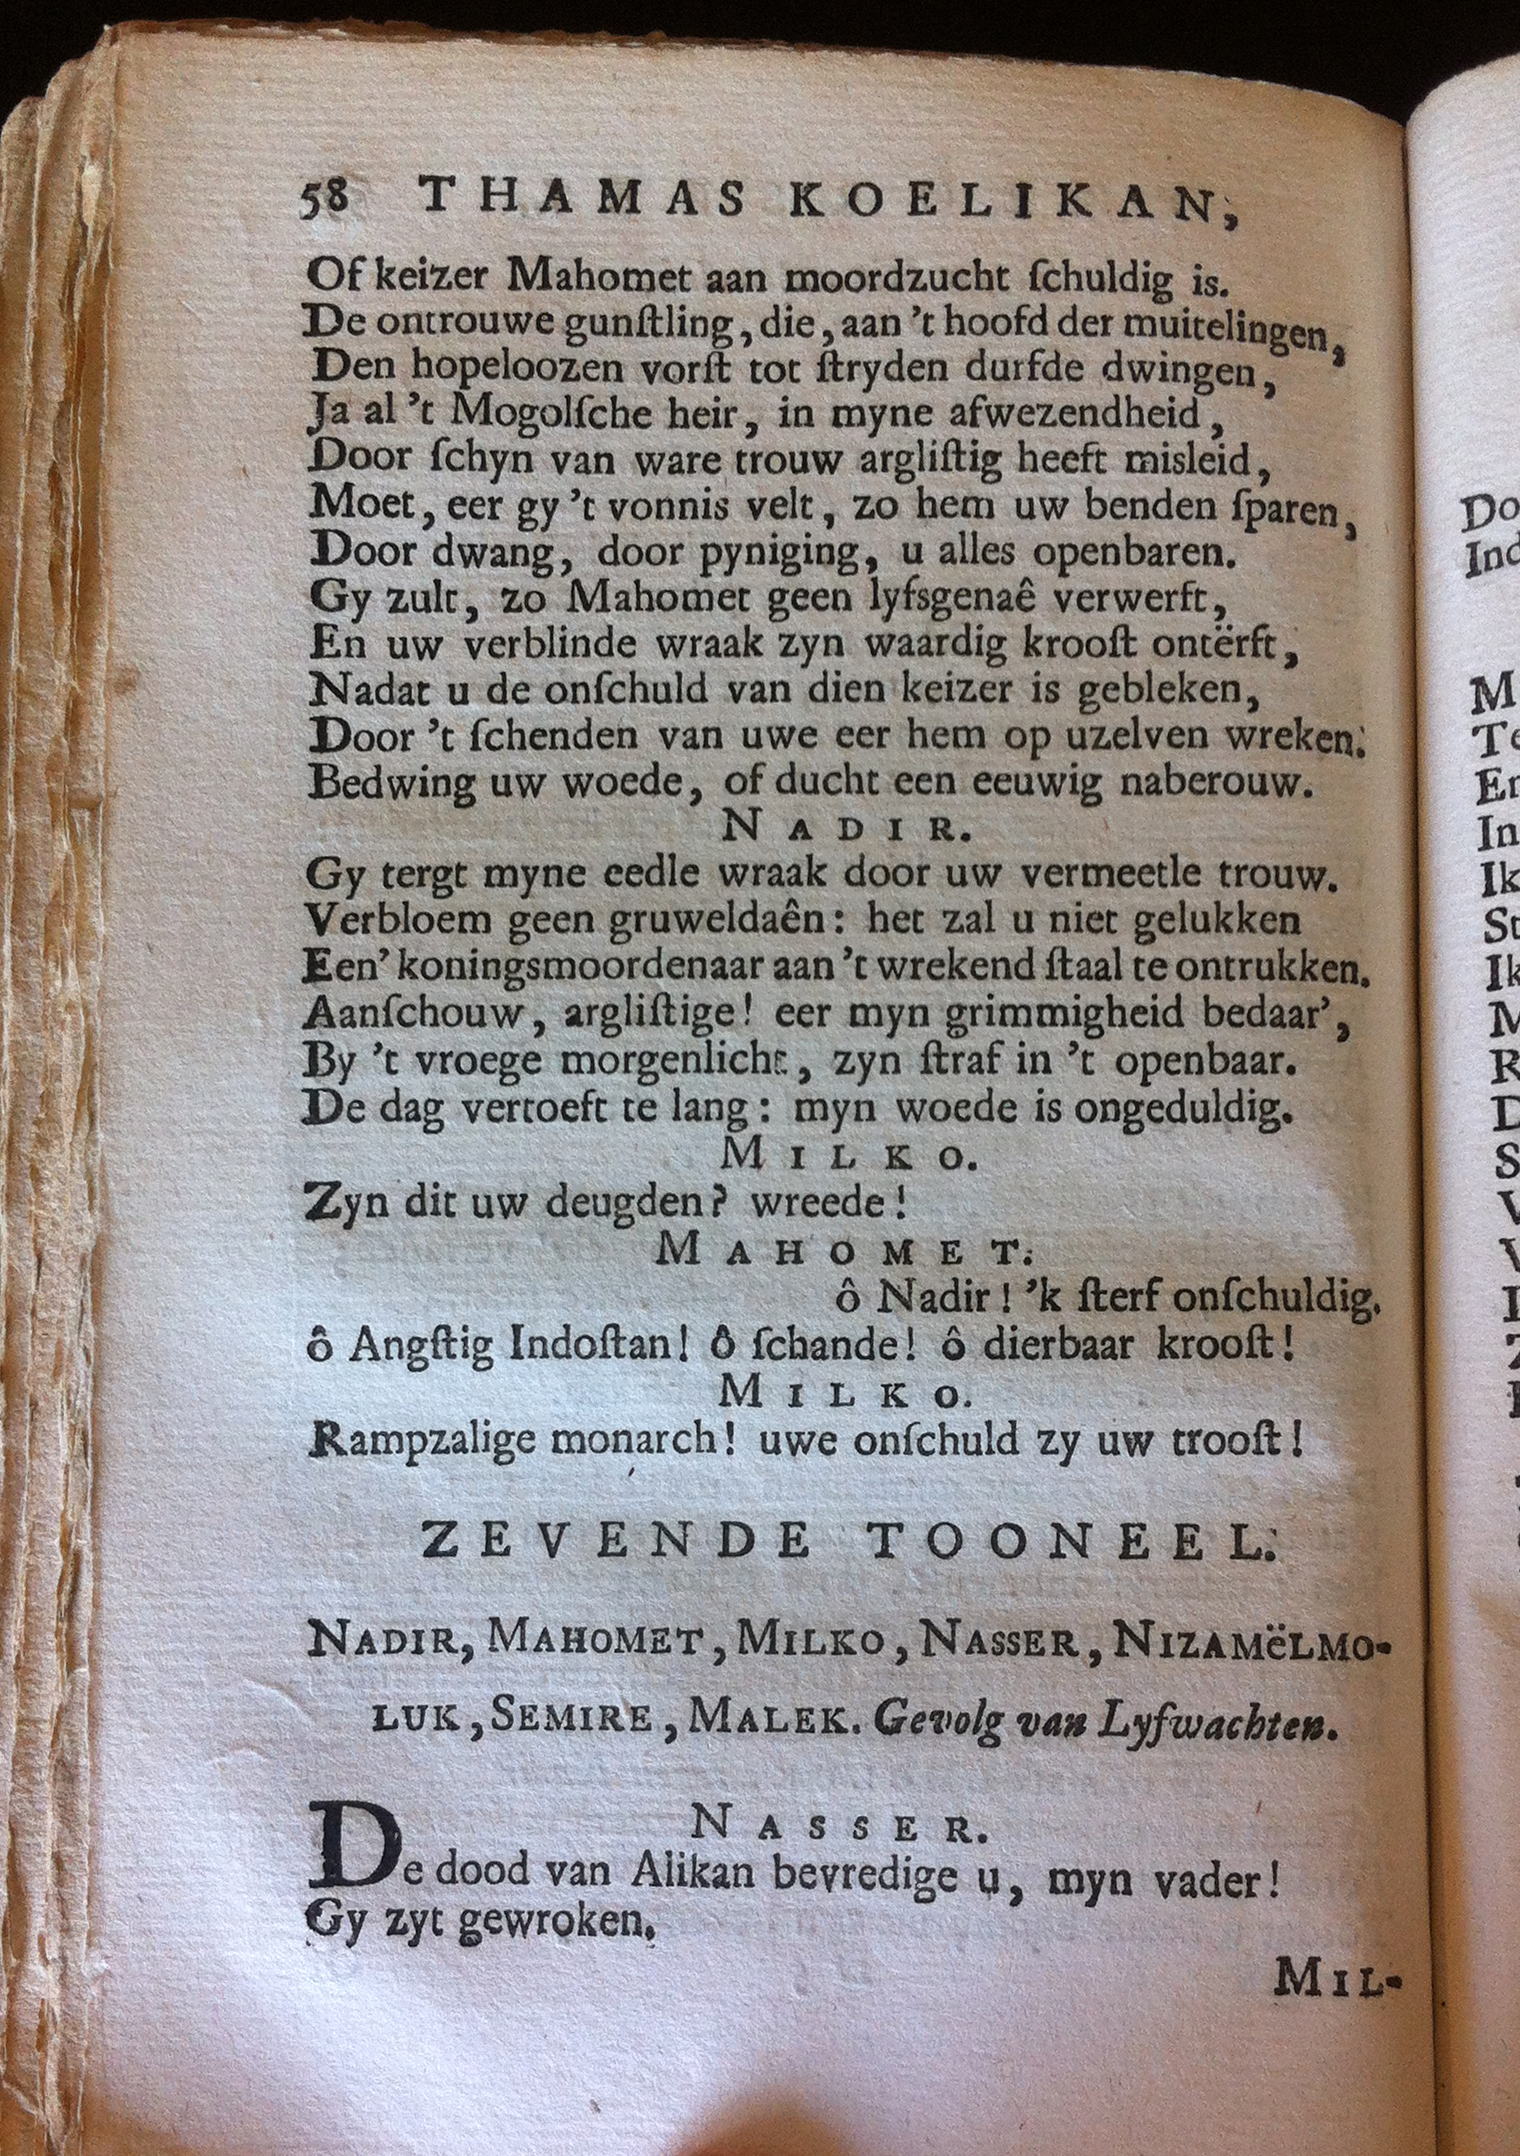 58 THAMAS KOELIKAN,
Of keizer Mahomet aan moordzucht ſchuldig is.
De ontrouwe gunſtling, die, aan 't hoofd der muitelingen,
Den hopeloozen vorſt tot ſtryden durfde dwingen,
Ja al 't Mogolſche heir, in myne afwezendheid,
Door ſchyn van ware trouw argliſtig heeft misleid,
Moet, eer gy 't vonnis velt, zo hem uw benden ſparen,
Door dwang, door pyniging, u alles openbaren.
Gy zult, zo Mahomet geen lyfsgenaê verwerft,
En uw verblinde wraak zyn waardig krooſt ontërft,
Nadat u de onſchuld van dien keizer is gebleken,
Door 't ſchenden van uwe eer hem op uzelven wreken.
Bedwing uw woede, of ducht een eeuwig naberouw.
NADIR.
Gy tergt myne eedle wraak door uw vermeetle trouw.
Verbloem geen gruweldaên: het zal u niet gelukken
Een' koningsmoordenaar aan 't wrekend ſtaal te ontrukken.
Aanſchouw, argliſtige! eer myn grimmigheid bedaar',
By 't vroege morgenlicht, zyn ſtraf in 't openbaar.
De dag vertoeft te lang: myn woede is ongeduldig.
MILKO.
Zyn dit uw deugden? wreede!
MAHOMET.
ô Nadir! 'k ſterf onſchuldig.
ô Angſtig Indoſtan! ô ſchande! ô dierbaar krooſt!
MILKO.
Rampzalige monarch! uwe onſchuld zy uw trooſt!
ZEVENDE TOONEEL.
NADIR, MAHOMET, MILKO, NASSER, NIZAMëLMO-
LUK, SEMIRE, MALEK. Gevolg van Lyfwachten.
NASSER.
De dood van Alikan bevredige u, myn vader!
Gy zyt gewroken.
MIL-